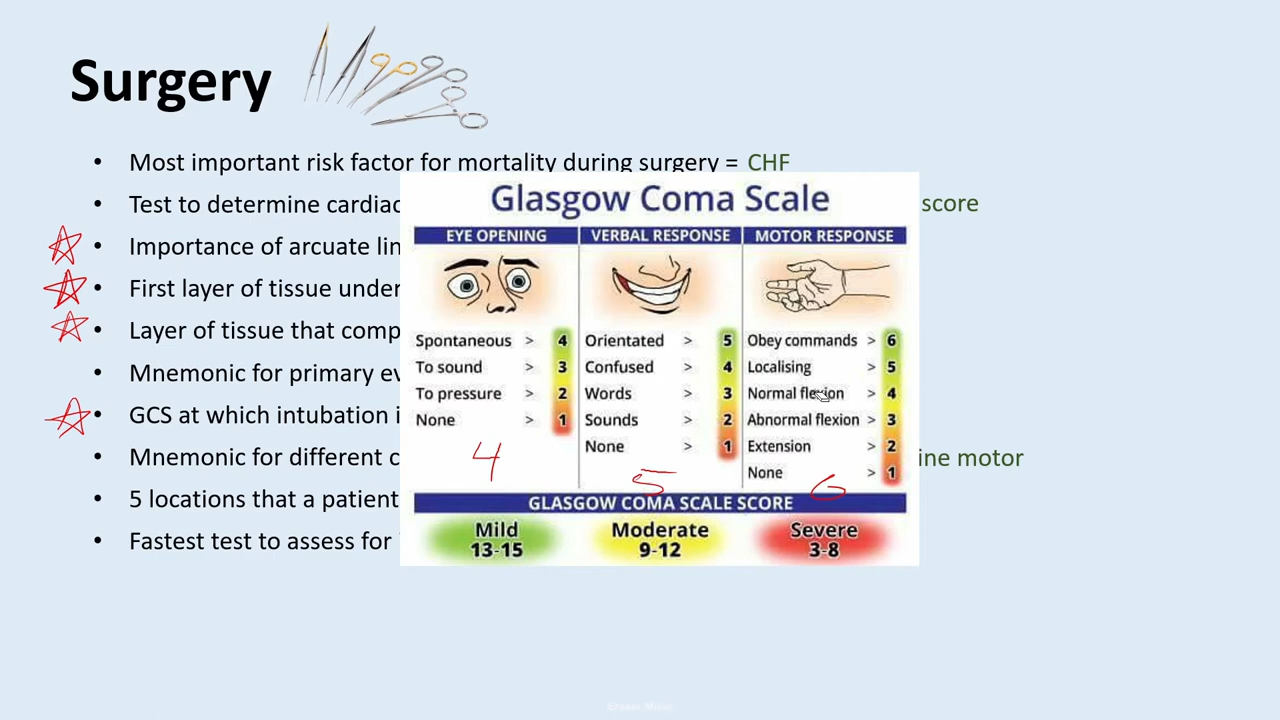 Surgery
• Most important risk factor for mortality during surgery = CHF
• Test to determine cardiac score
• Importance of arcuate lin
• First layer of tissue under
• Layer of tissue that comp
• Mnemonic for primary ev
• GCS at which intubation i
• Mnemonic for different c ine motor
• 5 locations that a patient
• Fastest test to assess for
Glasgow Coma Scale
EYE OPENING
Spontaneous > 4
To sound > 3
To pressure > 2
None > 1
4
VERBAL RESPONSE
Orientated > 5
Confused > 4
Words > 3
Sounds > 2
None > 1
5
MOTOR RESPONSE
Obey commands > 6
Localising > 5
Normal flexion > 4
Abnormal flexion > 3
Extension > 2
None > 1
6
GLASGOW COMA SCALE SCORE
Mild
13-15
Moderate
9-12
Severe
3-8